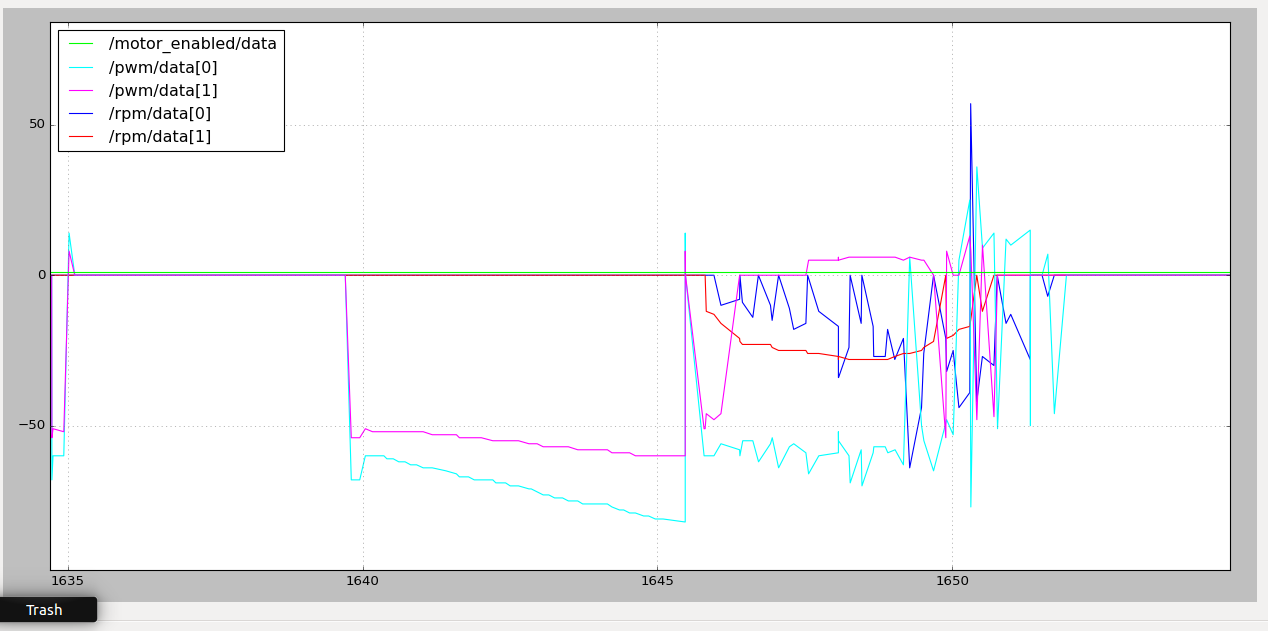 /motor_enabled/data
/pwm/data[0]
/pwm/data[1]
/rpm/data[0]
/rpm/data[1]
50
0
−50
1635 1640 1645 1650
Trash